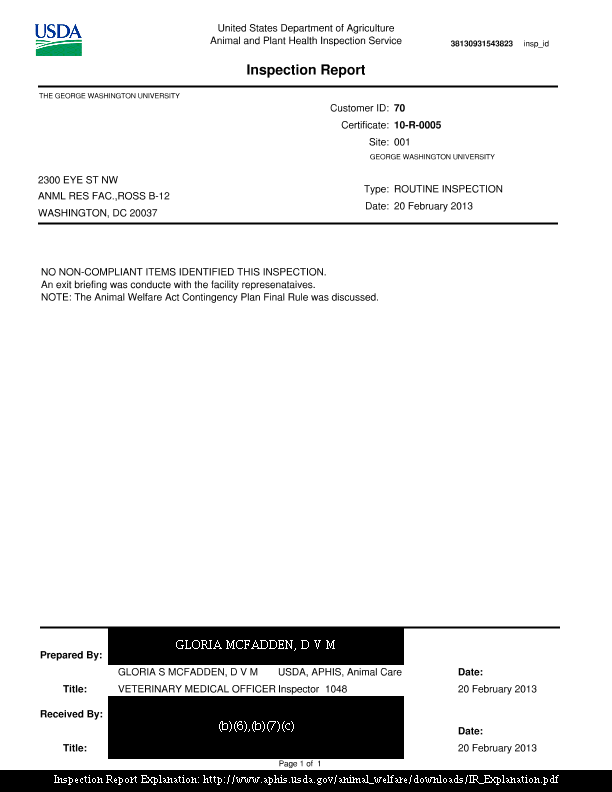 USDA
United States Department of Agriculture
Animal and Plant Health Inspection Service
38130931543823 insp_id
Inspection Report
THE GEORGE WASHINGTON UNIVERSITY
Customer ID: 70
Certificate: 10-R-0005
Site: 001
GEORGE WASHINGTON UNIVERSITY
2300 EYE ST NW
ANML RES FAC.,ROSS B-12
WASHINGTON, DC 20037
Type: ROUTINE INSPECTION
Date: 20 February 2013
NO NON-COMPLIANT ITEMS IDENTIFIED THIS INSPECTION.
An exit briefing was conducte with the facility represenataives.
NOTE: The Animal Welfare Act Contingency Plan Final Rule was discussed.
GLORIA MCFADDEN, D V M
Prepared By:
GLORIA S MCFADDEN, D V M USDA, APHIS, Animal Care Date:
Title: VETERINARY MEDICAL OFFICER Inspector 1048 20 February 2013
Received By:
(b)(6),(b)(7)(c)
Date:
Title: 20 February 2013
Page 1 of 1
Inspection Report Explanation: http://www.aphis.usda.gov/animal_welfare/downloads/IR_Explanation.pdf